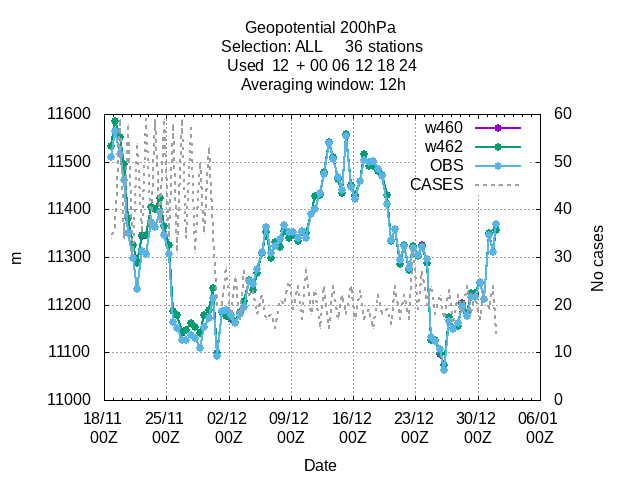 Geopotential 200hPa
Selection: ALL 36 stations
Used 12 + 00 06 12 18 24
Averaging window: 12h
11600
11500
11400
11300
11200
11100
11000
m
60
50
40
30
20
10
0
No cases
w460
w462
OBS
CASES
18/11 25/11 02/12 09/12 16/12 23/12 30/12 06/01
00Z 00Z 00Z 00Z 00Z 00Z 00Z 00Z
Date